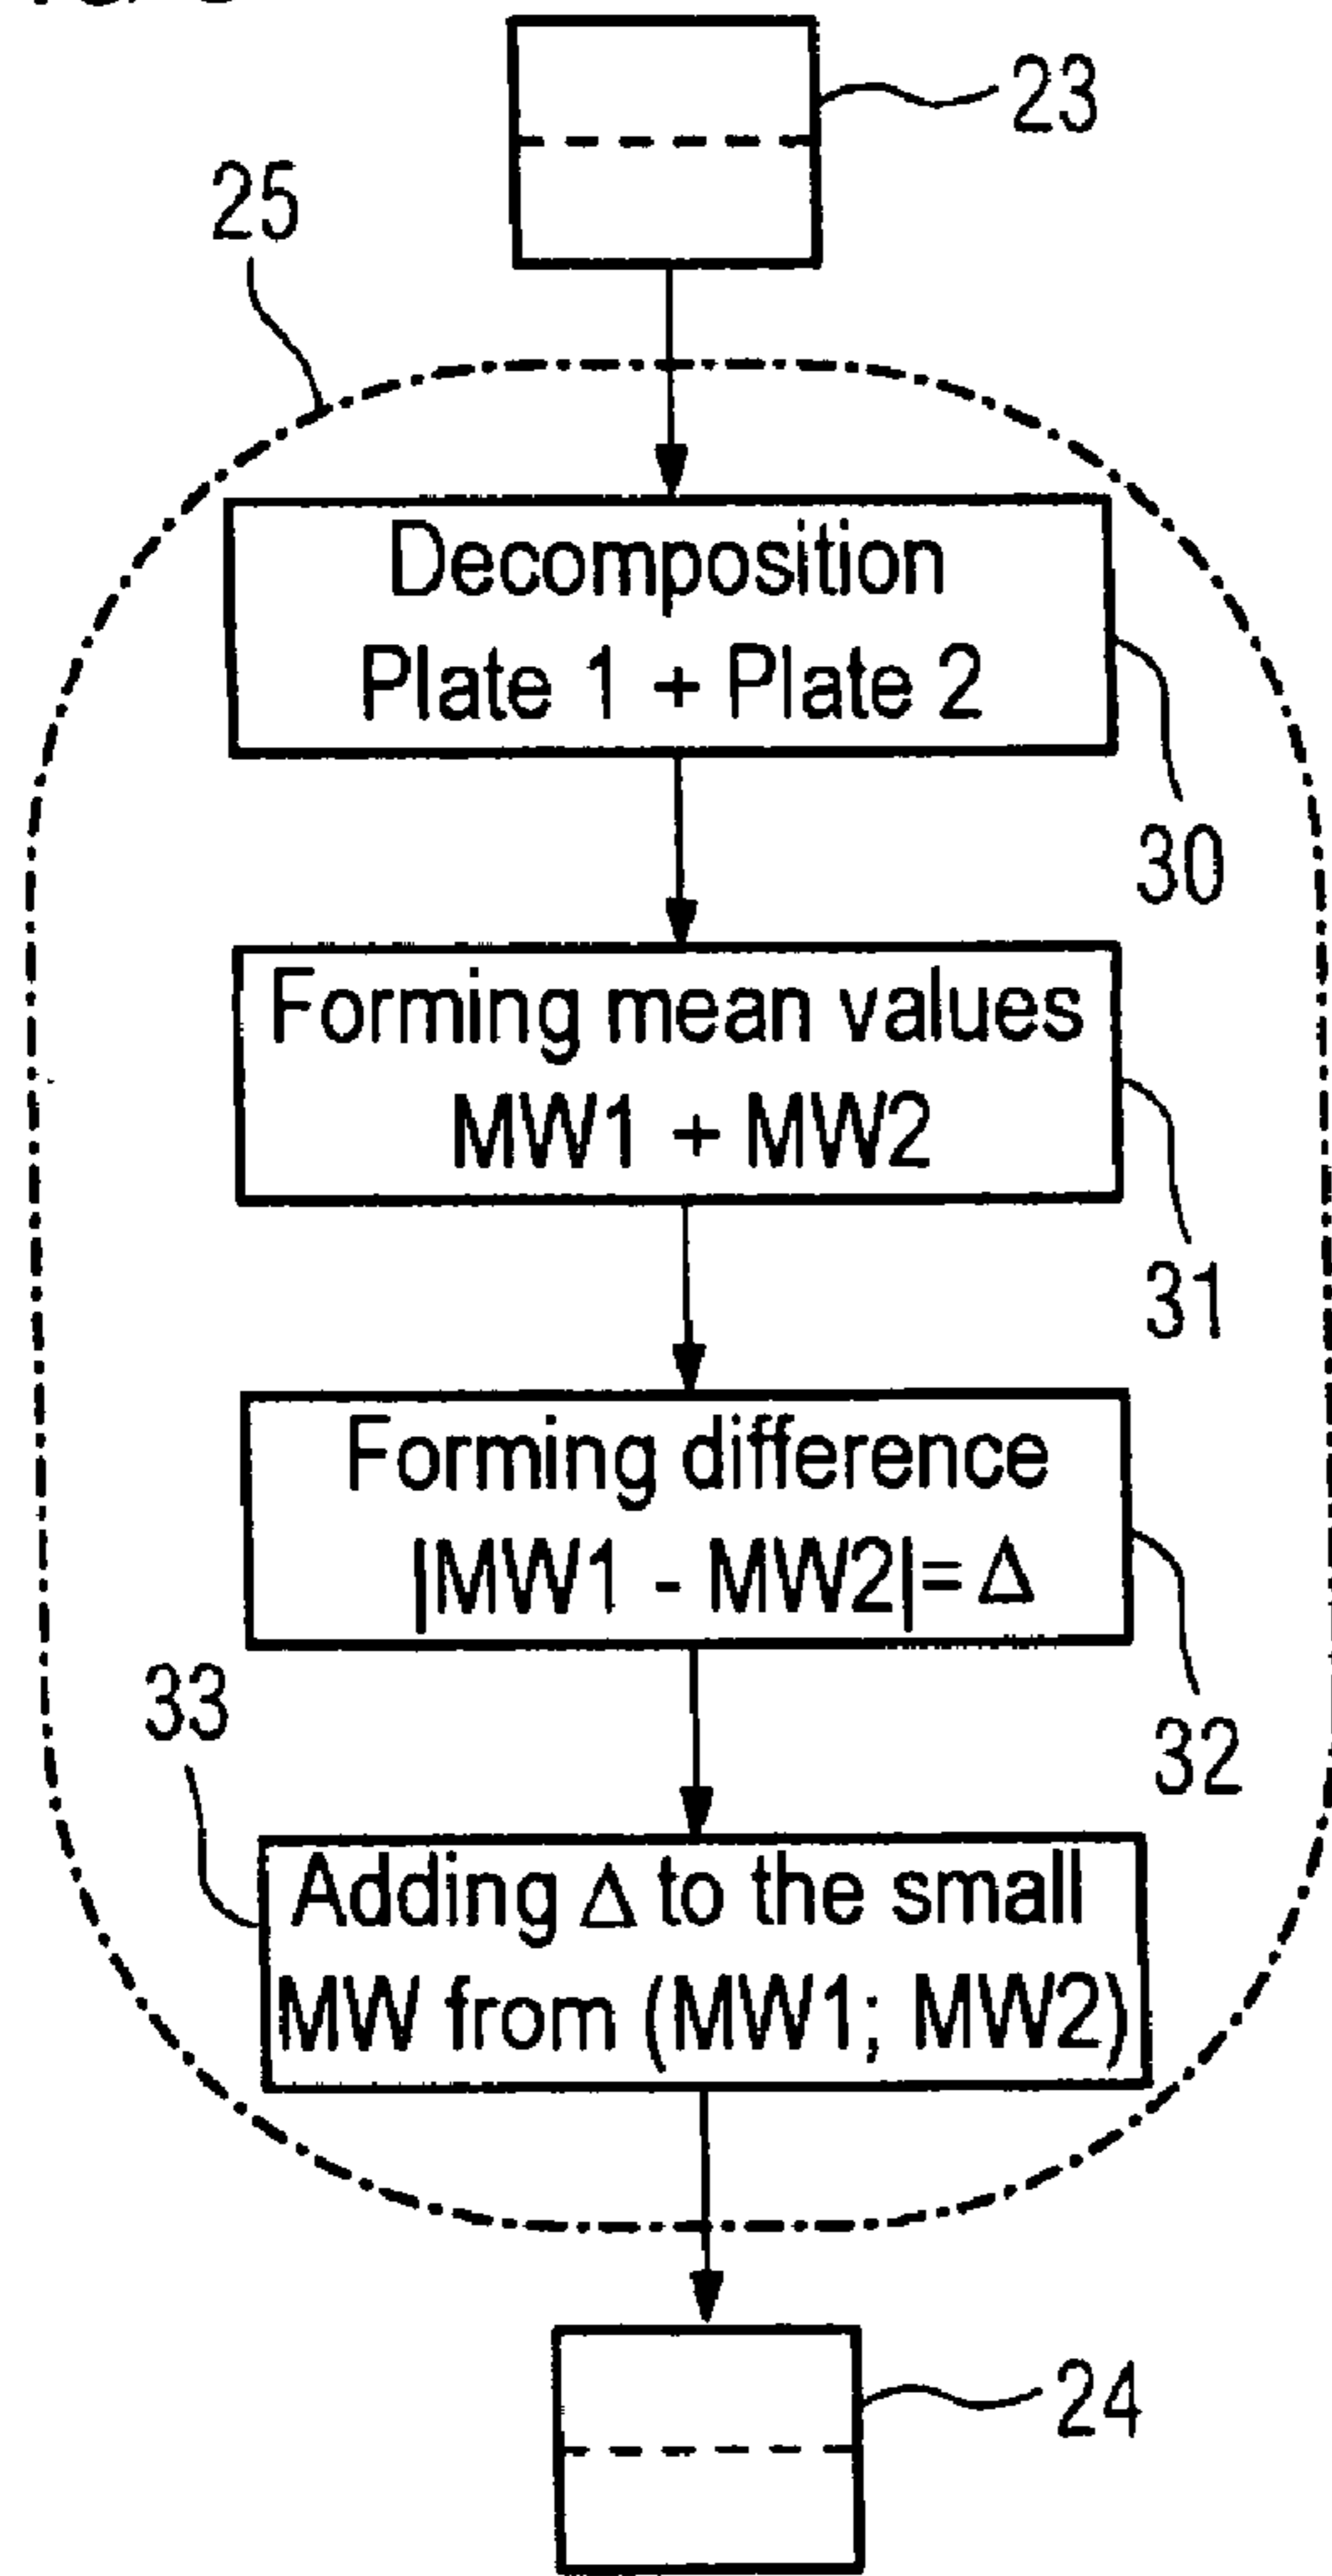 23
25
Decomposition
Plate 1 + Plate 2
30
Forming mean values
MW1 + MW2
31
Forming difference
|MW1 - MW2|= Δ
32
33
Adding Δ to the small
MW from (MW1; MW2)
24